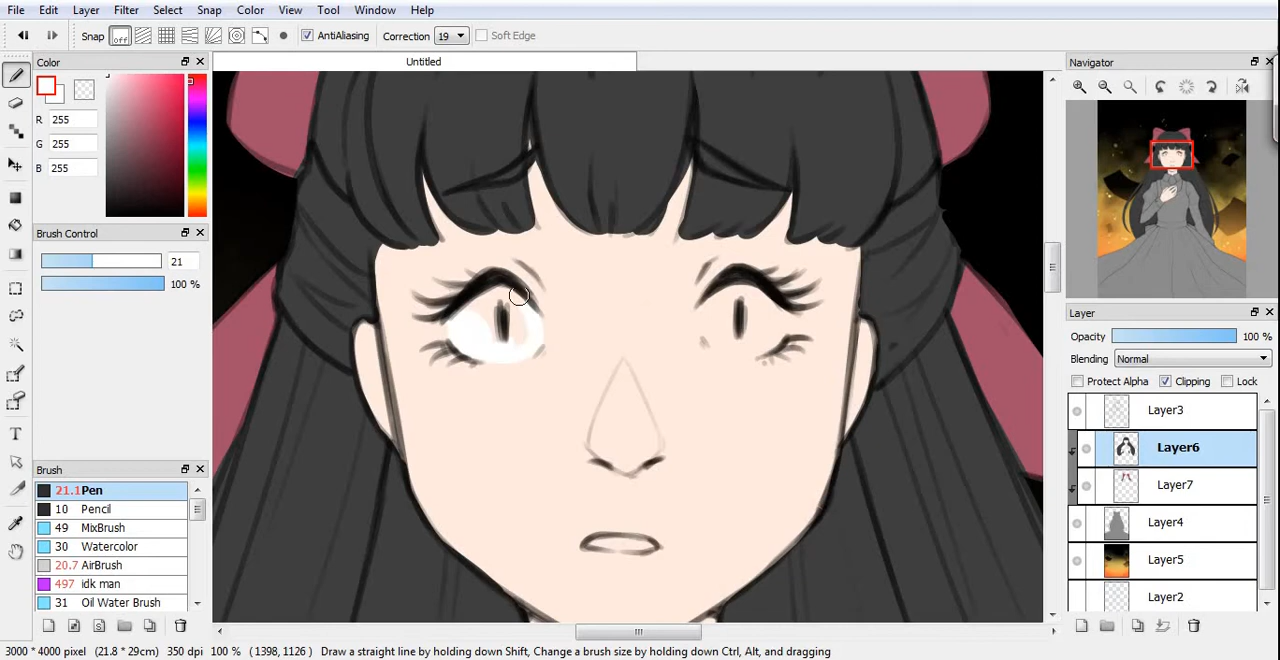 File Edit Layer Filter Select Snap Color View Tool Window Help
Snap off AntiAliasing Correction 19 Soft Edge
Color
Untitled
Navigator
R 255
G 255
B 255
Brush Control
21
100 %
Brush
21.1 Pen
10 Pencil
49 MixBrush
30 Watercolor
20.7 AirBrush
497 idk man
31 Oil Water Brush
Layer
Opacity 100 %
Blending Normal
Protect Alpha Clipping Lock
Layer3
Layer6
Layer7
Layer4
Layer5
Layer2
3000 * 4000 pixel (21.8 * 29cm) 350 dpi 100 % (1398, 1126) Draw a straight line by holding down Shift, Change a brush size by holding down Ctrl, Alt, and dragging